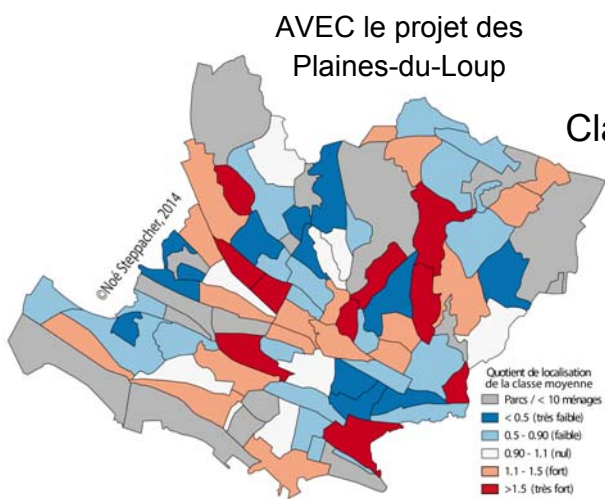 AVEC le projet des
Plaines-du-Loup
Cla
©Noé Steppacher, 2014
Quotient de localisation
de la classe moyenne
Parcs / < 10 ménages
< 0.5 (très faible)
0.5 - 0.90 (faible)
0.90 - 1.1 (nul)
1.1 - 1.5 (fort)
>1.5 (très fort)